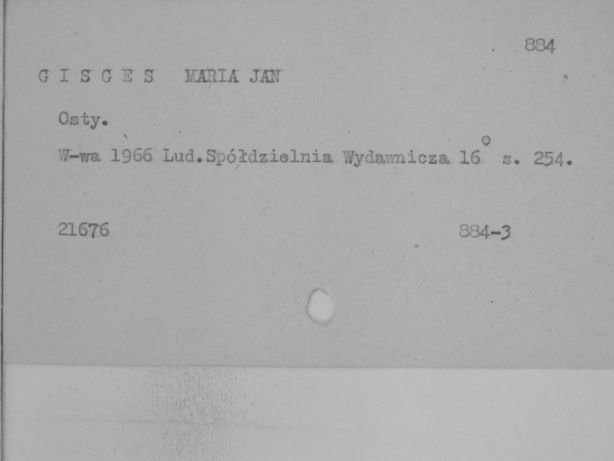 884
G I S G E S MARIA JAN
Osty.
W-wa 1966 Lud.Spółdzielnia Wydawnicza 16° s. 254.
21676 884-3